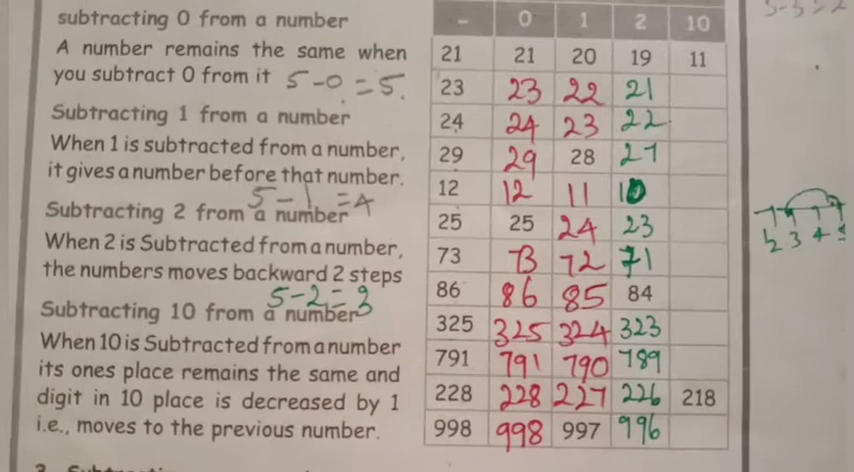 subtracting 0 from a number
A number remains the same when
you subtract 0 from it 5-0=5.
Subtracting 1 from a number
When 1 is subtracted from a number,
it gives a number before that number.
5-1=4
Subtracting 2 from a number
When 2 is Subtracted from a number,
the numbers moves backward 2 steps
5-2=3
Subtracting 10 from a number
When 10 is Subtracted from a number
its ones place remains the same and
digit in 10 place is decreased by 1
i.e., moves to the previous number.
- 0 1 2 10
21 21 20 19 11
23 23 22 21
24 24 23 22
29 29 28 27
12 12 11 10
25 25 24 23
73 73 72 71
86 86 85 84
325 325 324 323
791 791 790 789
228 228 227 226 218
998 998 997 996
2 3 4 5